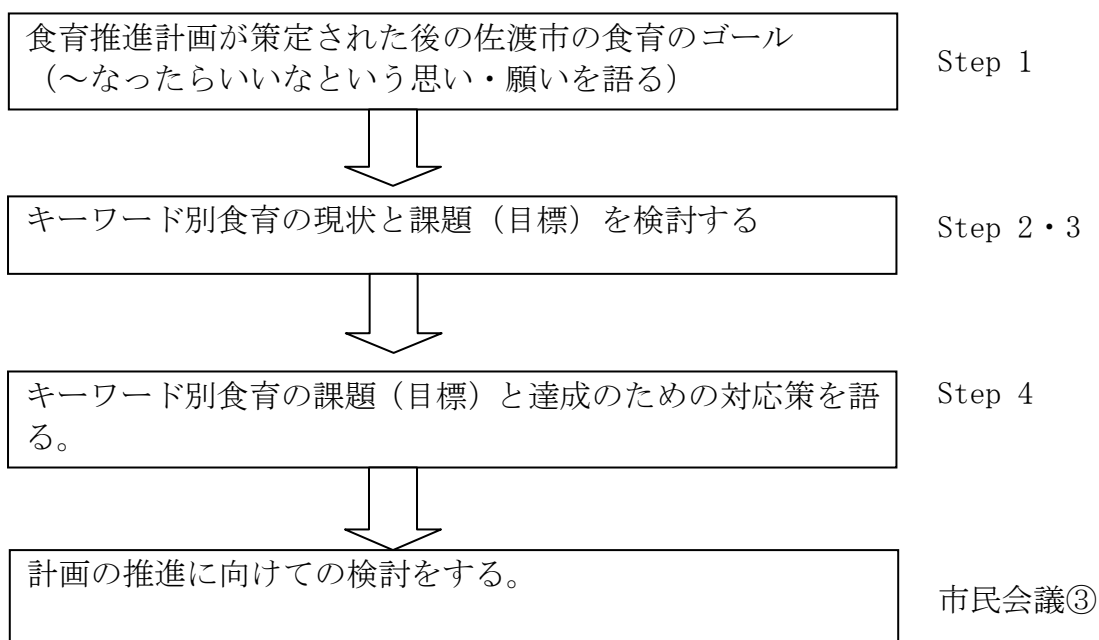 食育推進計画が策定された後の佐渡市の食育のゴール
（～なったらいいなという思い・願いを語る）
Step 1
キーワード別食育の現状と課題（目標）を検討する
Step 2・3
キーワード別食育の課題（目標）と達成のための対応策を語
る。
Step 4
計画の推進に向けての検討をする。
市民会議③